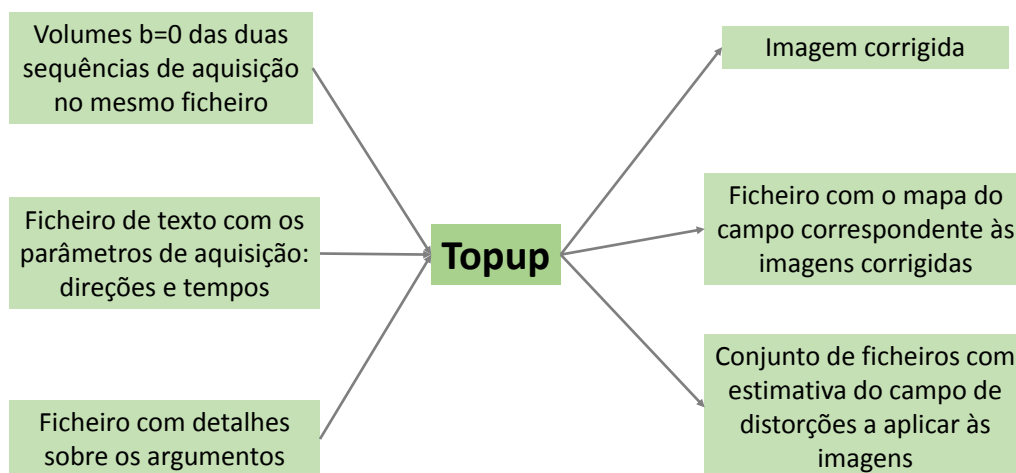 Volumes b=0 das duas
sequências de aquisição
no mesmo ficheiro
Ficheiro de texto com os
parâmetros de aquisição:
direções e tempos
Ficheiro com detalhes
sobre os argumentos
Topup
Imagem corrigida
Ficheiro com o mapa do
campo correspondente às
imagens corrigidas
Conjunto de ficheiros com
estimativa do campo de
distorções a aplicar às
imagens